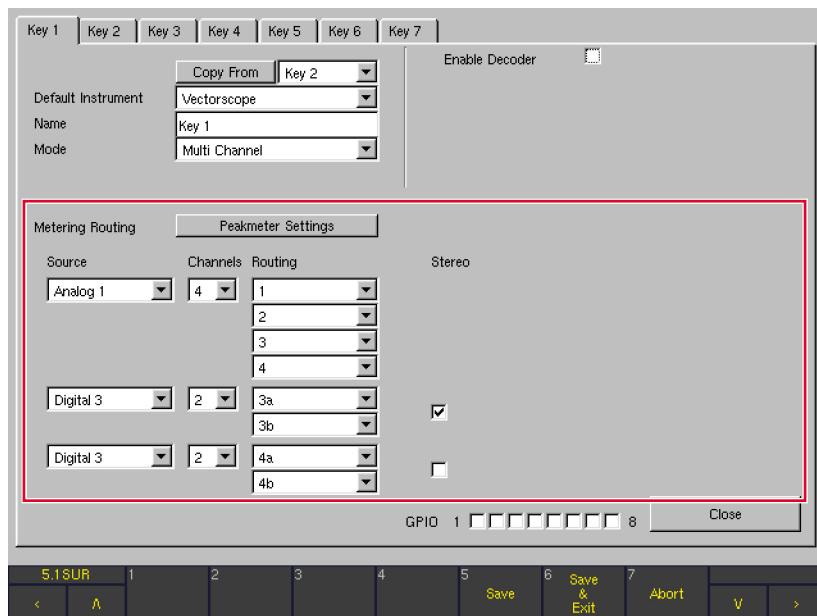 Key 1 Key 2 Key 3 Key 4 Key 5 Key 6 Key 7
Copy From Key 2 Enable Decoder
Default Instrument Vectorscope
Name Key 1
Mode Multi Channel
Metering Routing Peakmeter Settings
Source Channels Routing Stereo
Analog 1 4 1
2
3
4
Digital 3 2 3a
3b
Digital 3 2 4a
4b
GPIO 1 8 Close
5.1SUR 1 2 3 4 5 Save 6 Save & Exit 7 Abort
< Λ V >